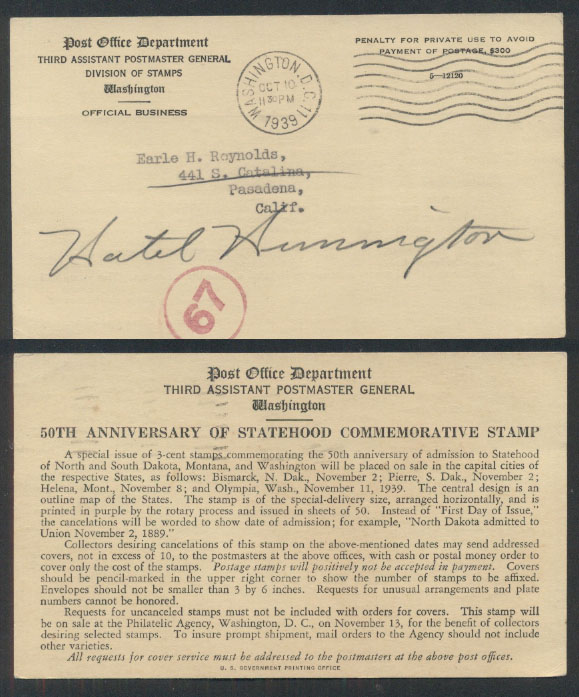 Post Office Department
THIRD ASSISTANT POSTMASTER GENERAL
DIVISION OF STAMPS
Washington
OFFICIAL BUSINESS
WASHINGTON, D.C. 11
OCT 10
11 30 PM
1939
PENALTY FOR PRIVATE USE TO AVOID
PAYMENT OF POSTAGE, $300
5—12120
Earle H. Reynolds,
441 S. Catalina,
Pasadena,
Calif.
Hotel Hunnington
67
Post Office Department
THIRD ASSISTANT POSTMASTER GENERAL
Washington
50TH ANNIVERSARY OF STATEHOOD COMMEMORATIVE STAMP
A special issue of 3-cent stamps commemorating the 50th anniversary of admission to Statehood
of North and South Dakota, Montana, and Washington will be placed on sale in the capital cities of
the respective States, as follows: Bismarck, N. Dak., November 2; Pierre, S. Dak., November 2;
Helena, Mont., November 8; and Olympia, Wash., November 11, 1939. The central design is an
outline map of the States. The stamp is of the special-delivery size, arranged horizontally, and is
printed in purple by the rotary process and issued in sheets of 50. Instead of "First Day of Issue,"
the cancelations will be worded to show date of admission; for example, "North Dakota admitted to
Union November 2, 1889."
Collectors desiring cancelations of this stamp on the above-mentioned dates may send addressed
covers, not in excess of 10, to the postmasters at the above offices, with cash or postal money order to
cover only the cost of the stamps. Postage stamps will positively not be accepted in payment. Covers
should be pencil-marked in the upper right corner to show the number of stamps to be affixed.
Envelopes should not be smaller than 3 by 6 inches. Requests for unusual arrangements and plate
numbers cannot be honored.
Requests for uncanceled stamps must not be included with orders for covers. This stamp will
be on sale at the Philatelic Agency, Washington, D. C., on November 13, for the benefit of collectors
desiring selected stamps. To insure prompt shipment, mail orders to the Agency should not include
other varieties.
All requests for cover service must be addressed to the postmasters at the above post offices.
U. S. GOVERNMENT PRINTING OFFICE